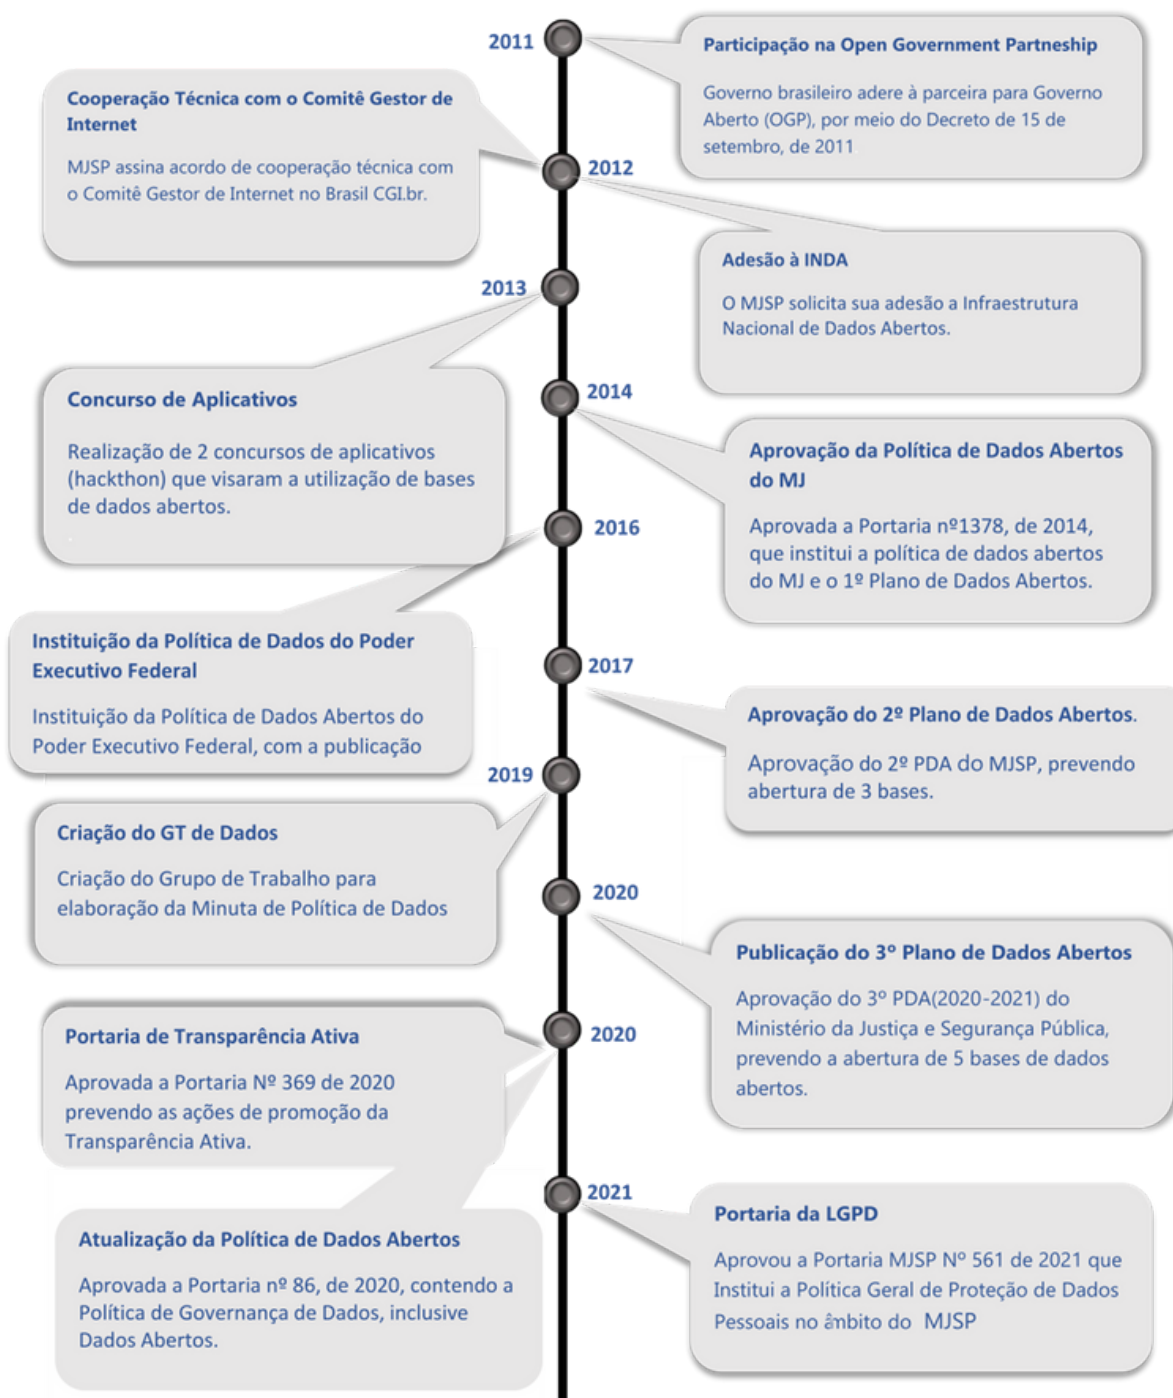 2011
Participação na Open Government Partneship
Governo brasileiro adere à parceira para Governo
Aberto (OGP), por meio do Decreto de 15 de
setembro, de 2011
Cooperação Técnica com o Comitê Gestor de
Internet
MJSP assina acordo de cooperação técnica com
o Comitê Gestor de Internet no Brasil CGI.br.
2012
Adesão à INDA
O MJSP solicita sua adesão a Infraestrutura
Nacional de Dados Abertos.
2013
Concurso de Aplicativos
Realização de 2 concursos de aplicativos
(hackthon) que visaram a utilização de bases
de dados abertos.
2014
Aprovação da Política de Dados Abertos
do MJ
Aprovada a Portaria nº1378, de 2014,
que institui a política de dados abertos
do MJ e o 1º Plano de Dados Abertos.
2016
Instituição da Política de Dados do Poder
Executivo Federal
Instituição da Política de Dados Abertos do
Poder Executivo Federal, com a publicação
2017
Aprovação do 2º Plano de Dados Abertos.
Aprovação do 2º PDA do MJSP, prevendo
abertura de 3 bases.
2019
Criação do GT de Dados
Criação do Grupo de Trabalho para
elaboração da Minuta de Política de Dados
2020
Publicação do 3º Plano de Dados Abertos
Aprovação do 3º PDA(2020-2021) do
Ministério da Justiça e Segurança Pública,
prevendo a abertura de 5 bases de dados
abertos.
2020
Portaria de Transparência Ativa
Aprovada a Portaria Nº 369 de 2020
prevendo as ações de promoção da
Transparência Ativa.
Atualização da Política de Dados Abertos
Aprovada a Portaria nº 86, de 2020, contendo a
Política de Governança de Dados, inclusive
Dados Abertos.
2021
Portaria da LGPD
Aprovou a Portaria MJSP Nº 561 de 2021 que
Institui a Política Geral de Proteção de Dados
Pessoais no âmbito do MJSP